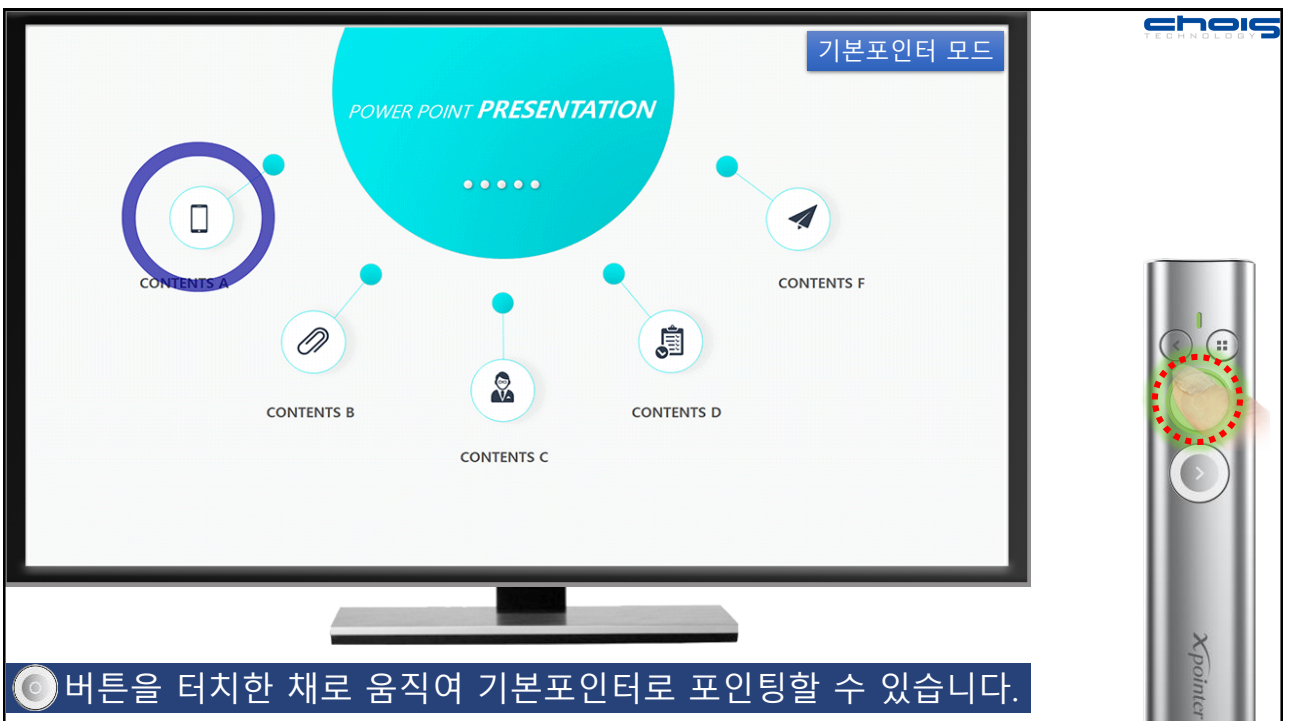 chois
TECHNOLOGY
기본포인터 모드
POWER POINT PRESENTATION
CONTENTS A
CONTENTS F
CONTENTS B
CONTENTS D
CONTENTS C
Xpointer
버튼을 터치한 채로 움직여 기본포인터로 포인팅할 수 있습니다.